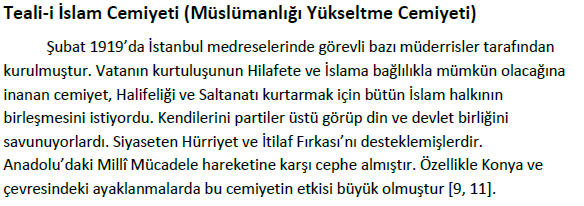 Teali-i İslam Cemiyeti (Müslümanlığı Yükseltme Cemiyeti)
Şubat 1919’da İstanbul medreselerinde görevli bazı müderrisler tarafından
kurulmuştur. Vatanın kurtuluşunun Hilafete ve İslama bağlılıkla mümkün olacağına
inanan cemiyet, Halifeliği ve Saltanatı kurtarmak için bütün İslam halkının
birleşmesini istiyordu. Kendilerini partiler üstü görüp din ve devlet birliğini
savunuyorlardı. Siyaseten Hürriyet ve İtilaf Fırkası’nı desteklemişlerdir.
Anadolu’daki Millî Mücadele hareketine karşı cephe almıştır. Özellikle Konya ve
çevresindeki ayaklanmalarda bu cemiyetin etkisi büyük olmuştur [9, 11].